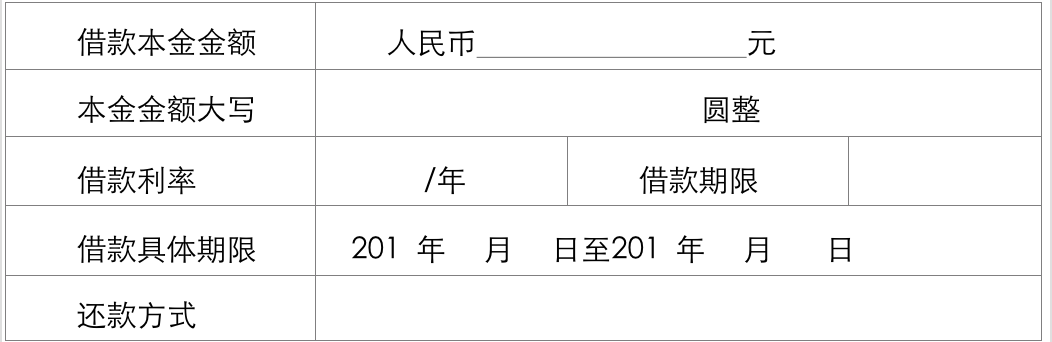 借款本金金额 人民币__________________元
本金金额大写 圆整
借款利率 /年 借款期限
借款具体期限 201 年 月 日至201 年 月 日
还款方式